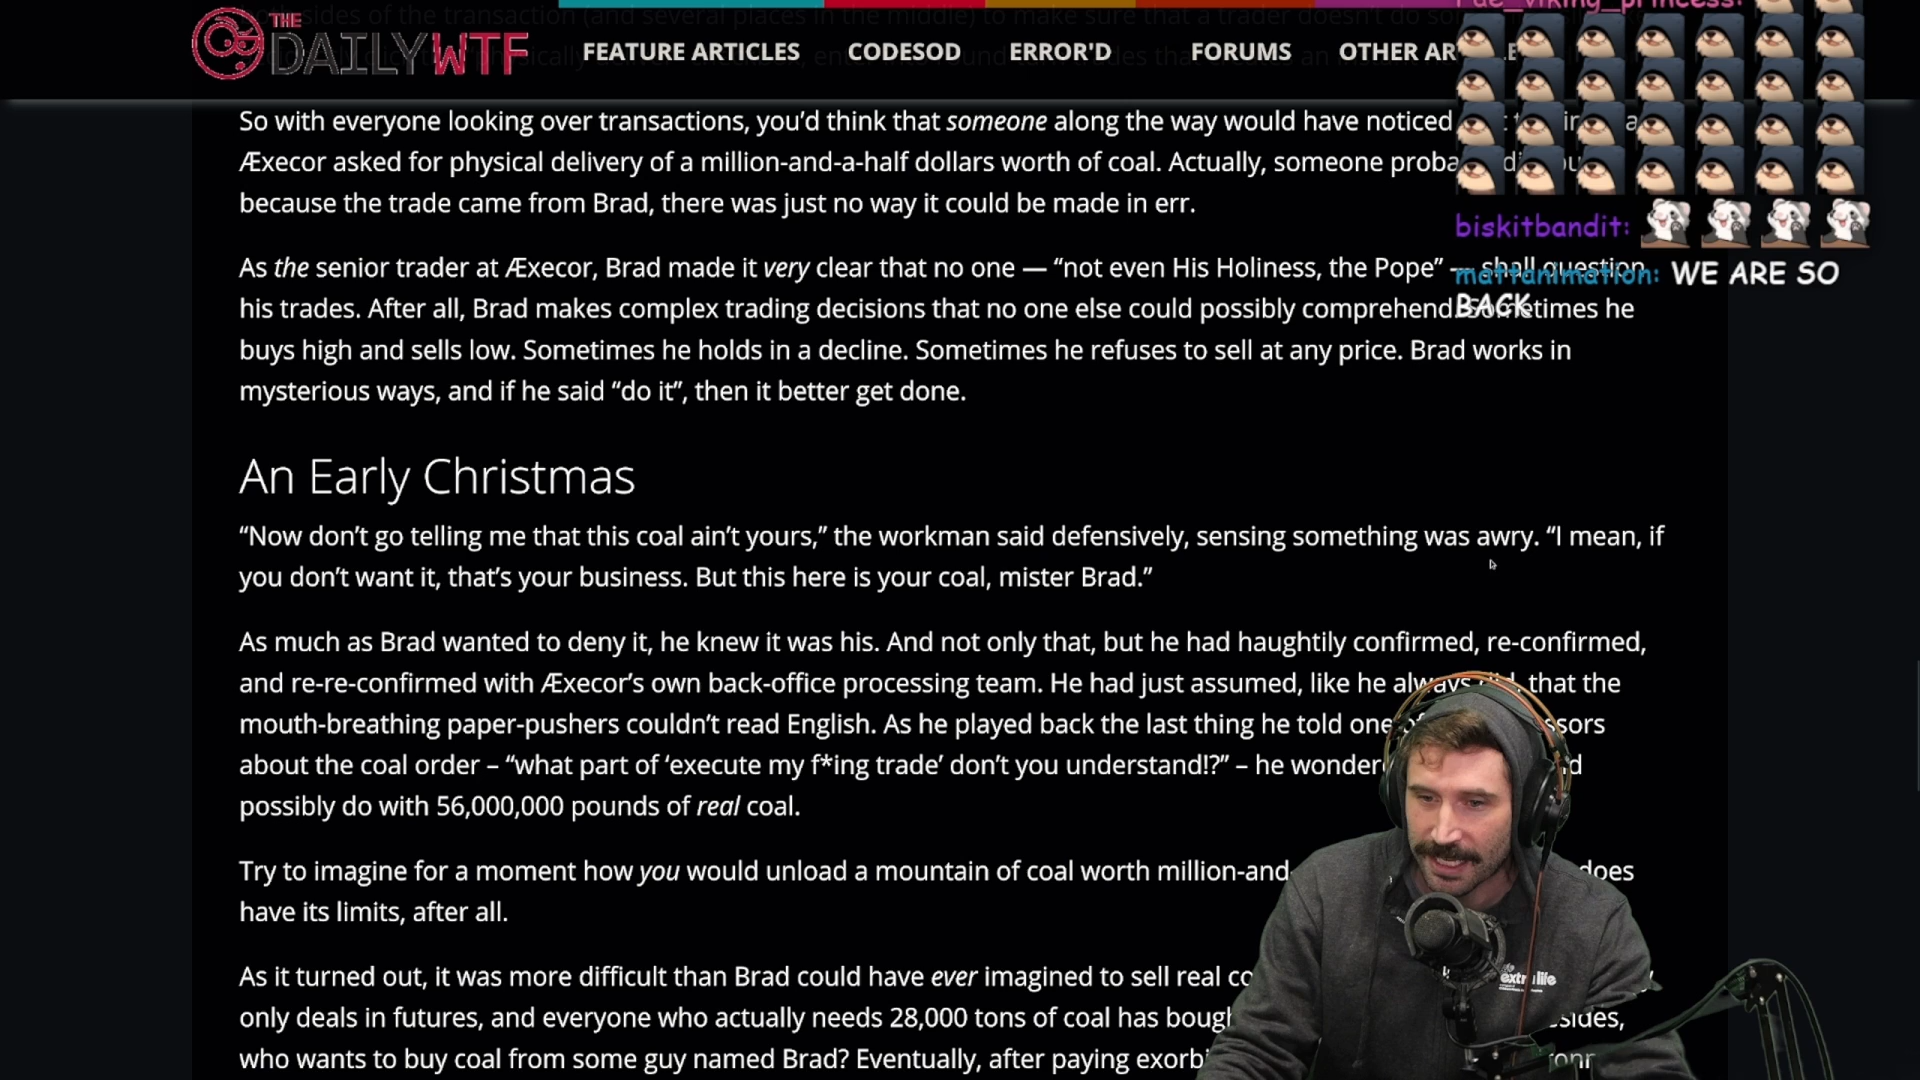 THE
DAILYWTF
FEATURE ARTICLES
CODESOD
ERROR'D
FORUMS
OTHER AR
So with everyone looking over transactions, you’d think that someone along the way would have noticed
Æxecor asked for physical delivery of a million-and-a-half dollars worth of coal. Actually, someone
because the trade came from Brad, there was just no way it could be made in err.
biskitbandit:
As the senior trader at Æxecor, Brad made it very clear that no one — “not even His Holiness, the Pope” — shall question
mattanimation: WE ARE SO
BACK
his trades. After all, Brad makes complex trading decisions that no one else could possibly comprehend. Sometimes he
buys high and sells low. Sometimes he holds in a decline. Sometimes he refuses to sell at any price. Brad works in
mysterious ways, and if he said “do it”, then it better get done.
An Early Christmas
“Now don’t go telling me that this coal ain’t yours,” the workman said defensively, sensing something was awry. “I mean, if
you don’t want it, that’s your business. But this here is your coal, mister Brad.”
As much as Brad wanted to deny it, he knew it was his. And not only that, but he had haughtily confirmed, re-confirmed,
and re-re-confirmed with Æxecor’s own back-office processing team. He had just assumed, like he always did, that the
mouth-breathing paper-pushers couldn’t read English. As he played back the last thing he told one
about the coal order – “what part of ‘execute my f*ing trade’ don’t you understand!?” – he
possibly do with 56,000,000 pounds of real coal.
Try to imagine for a moment how you would unload a mountain of coal worth million-and- does
have its limits, after all.
As it turned out, it was more difficult than Brad could have ever imagined to sell real
only deals in futures, and everyone who actually needs 28,000 tons of coal has
who wants to buy coal from some guy named Brad? Eventually, after paying
extra life